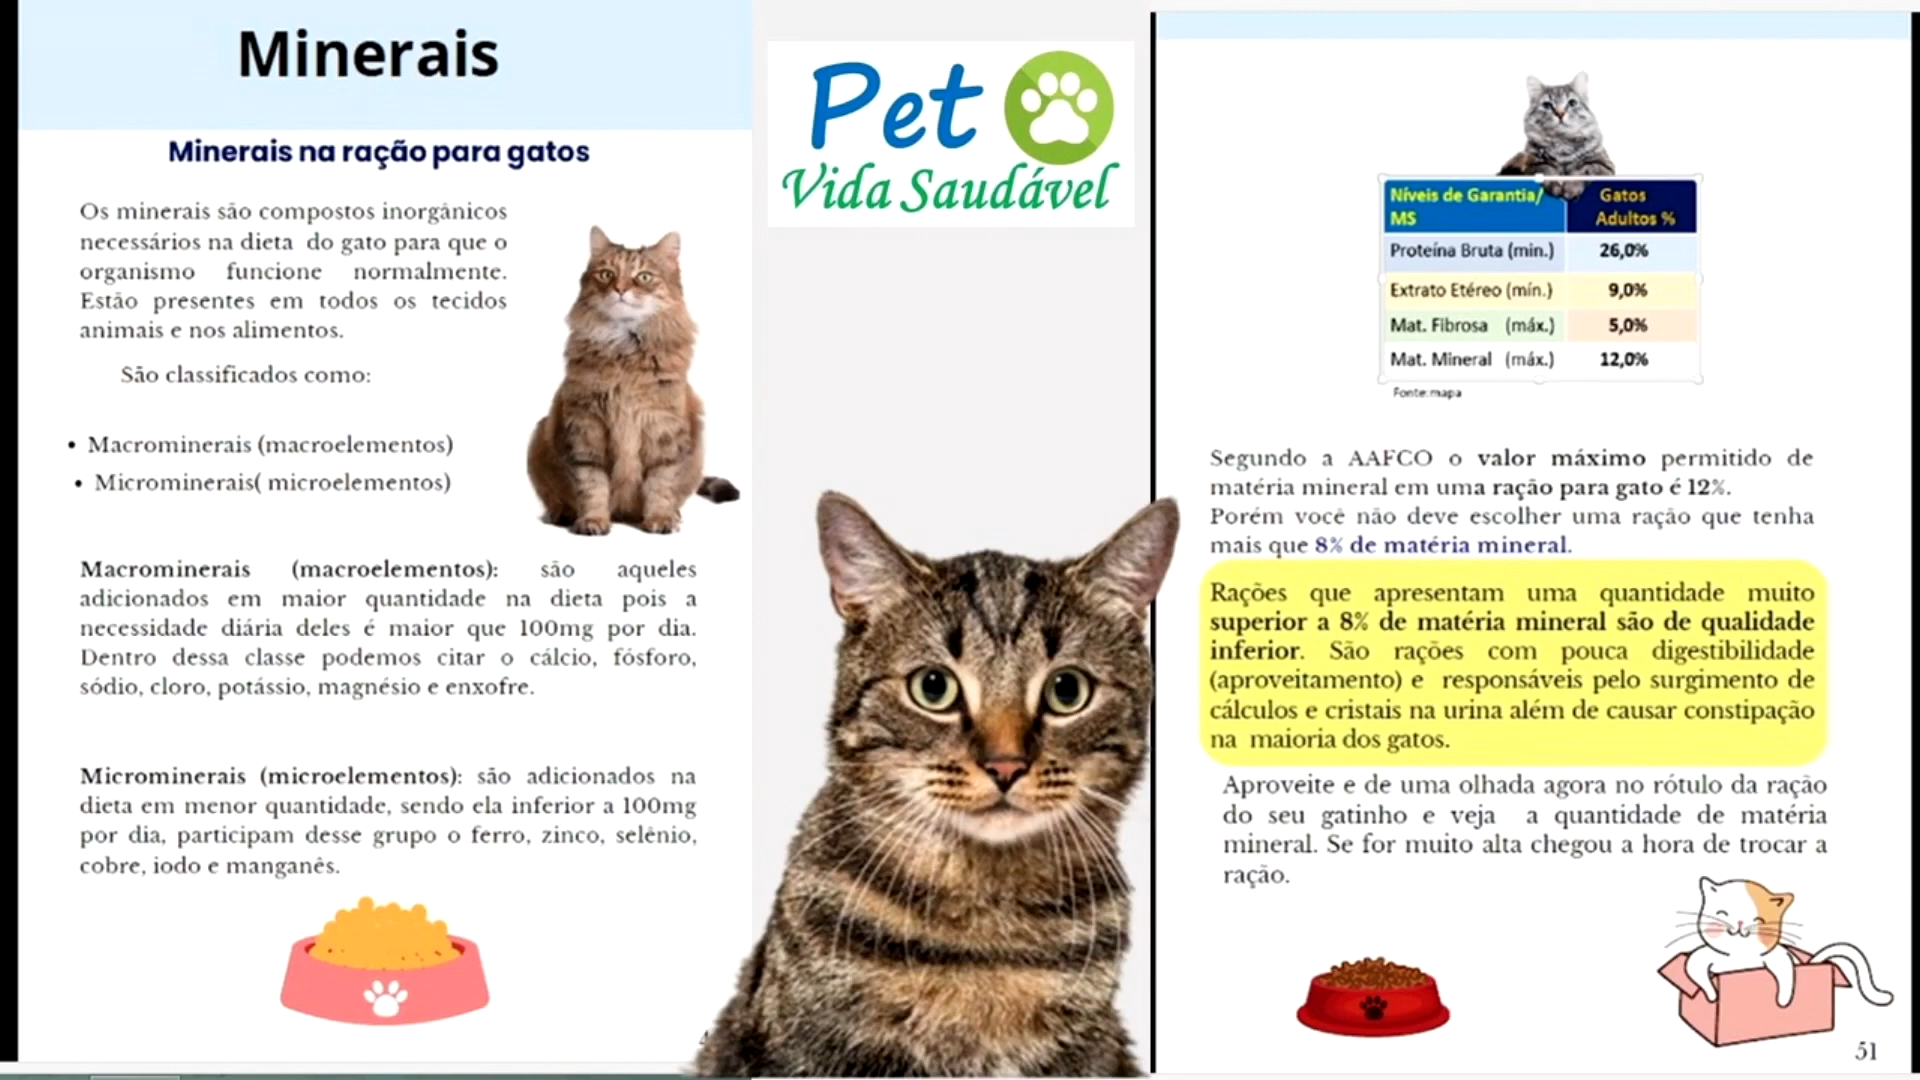 Minerais
Minerais na ração para gatos
Os minerais são compostos inorgânicos
necessários na dieta do gato para que o
organismo funcione normalmente.
Estão presentes em todos os tecidos
animais e nos alimentos.
São classificados como:
• Macrominerais (macroelementos)
• Microminerais( microelementos)
Macrominerais (macroelementos): são aqueles
adicionados em maior quantidade na dieta pois a
necessidade diária deles é maior que 100mg por dia.
Dentro dessa classe podemos citar o cálcio, fósforo,
sódio, cloro, potássio, magnésio e enxofre.
Microminerais (microelementos): são adicionados na
dieta em menor quantidade, sendo ela inferior a 100mg
por dia, participam desse grupo o ferro, zinco, selênio,
cobre, iodo e manganês.
Pet
Vida Saudável
Níveis de Garantia/
MS
Gatos
Adultos %
Proteína Bruta (min.) 26,0%
Extrato Etéreo (mín.) 9,0%
Mat. Fibrosa (máx.) 5,0%
Mat. Mineral (máx.) 12,0%
Fonte:mapa
Segundo a AAFCO o valor máximo permitido de
matéria mineral em uma ração para gato é 12%.
Porém você não deve escolher uma ração que tenha
mais que 8% de matéria mineral.
Rações que apresentam uma quantidade muito
superior a 8% de matéria mineral são de qualidade
inferior. São rações com pouca digestibilidade
(aproveitamento) e responsáveis pelo surgimento de
cálculos e cristais na urina além de causar constipação
na maioria dos gatos.
Aproveite e de uma olhada agora no rótulo da ração
do seu gatinho e veja a quantidade de matéria
mineral. Se for muito alta chegou a hora de trocar a
ração.
51